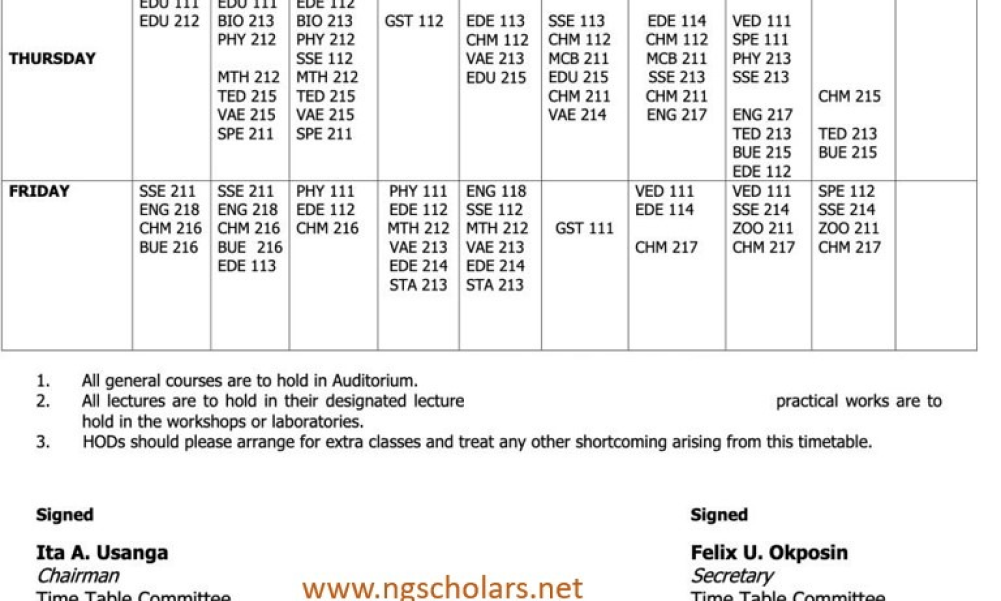 EDU 111 EDU 111 EDE 112
EDU 212 BIO 213 BIO 213 GST 112 EDE 113 SSE 113 EDE 114 VED 111
PHY 212 PHY 212 CHM 112 CHM 112 CHM 112 SPE 111
THURSDAY SSE 112 VAE 213 MCB 211 MCB 211 PHY 213
MTH 212 MTH 212 EDU 215 EDU 215 SSE 213 SSE 213
TED 215 TED 215 CHM 211 CHM 211 CHM 215
VAE 215 VAE 215 VAE 214 ENG 217 ENG 217
SPE 211 SPE 211 TED 213 TED 213
BUE 215 BUE 215
EDE 112
FRIDAY SSE 211 SSE 211 PHY 111 PHY 111 ENG 118 VED 111 VED 111 SPE 112
ENG 218 ENG 218 EDE 112 EDE 112 SSE 112 EDE 114 SSE 214 SSE 214
CHM 216 CHM 216 CHM 216 MTH 212 MTH 212 GST 111 ZOO 211 ZOO 211
BUE 216 BUE 216 VAE 213 VAE 213 CHM 217 CHM 217 CHM 217
EDE 113 EDE 214 EDE 214
STA 213 STA 213
1. All general courses are to hold in Auditorium.
2. All lectures are to hold in their designated lecture practical works are to
hold in the workshops or laboratories.
3. HODs should please arrange for extra classes and treat any other shortcoming arising from this timetable.
Signed Signed
Ita A. Usanga Felix U. Okposin
Chairman Secretary
Time Table Committee www.ngscholars.net Time Table Committee